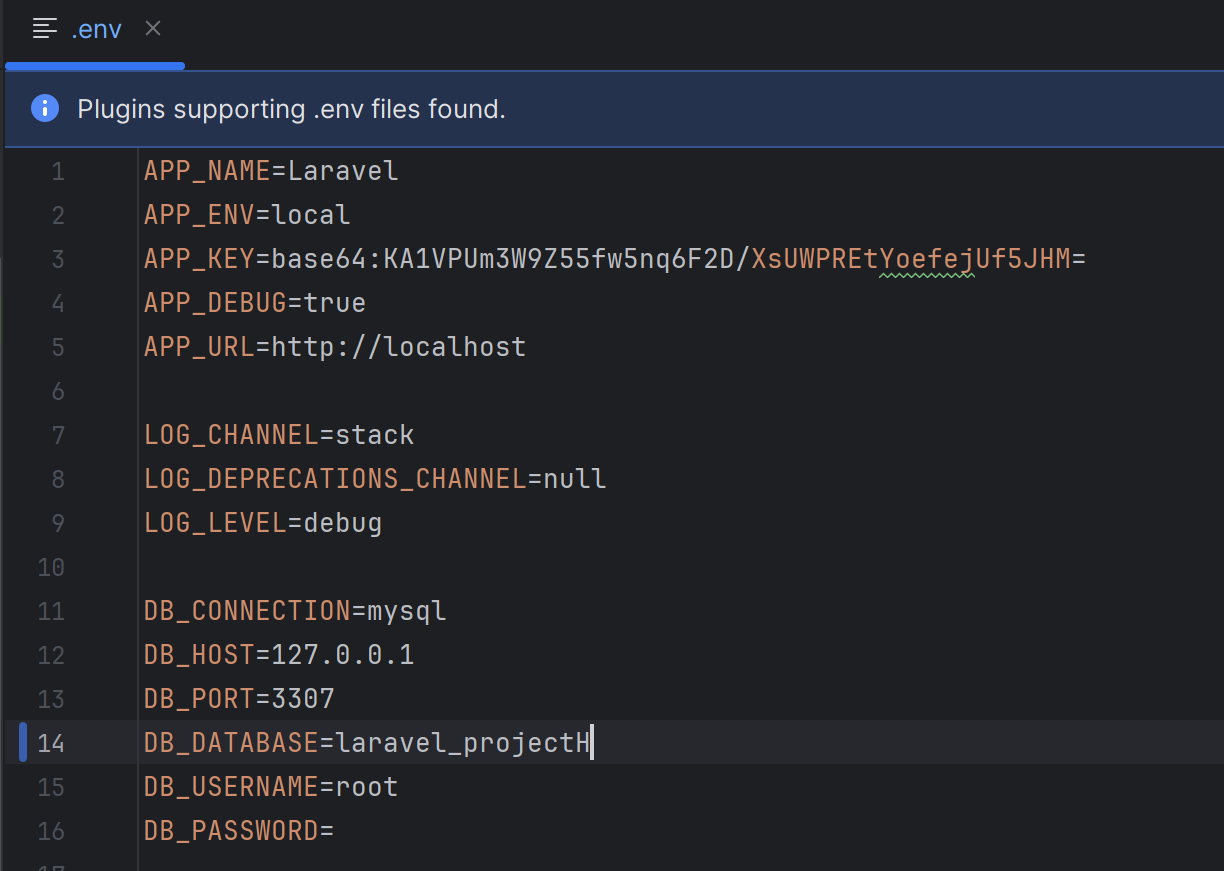 .env
Plugins supporting .env files found.
1 APP_NAME=Laravel
2 APP_ENV=local
3 APP_KEY=base64:KA1VPUm3W9Z55fw5nq6F2D/XsUWPREtYoefejUf5JHM=
4 APP_DEBUG=true
5 APP_URL=http://localhost
6
7 LOG_CHANNEL=stack
8 LOG_DEPRECATIONS_CHANNEL=null
9 LOG_LEVEL=debug
10
11 DB_CONNECTION=mysql
12 DB_HOST=127.0.0.1
13 DB_PORT=3307
14 DB_DATABASE=laravel_projectH
15 DB_USERNAME=root
16 DB_PASSWORD=
17